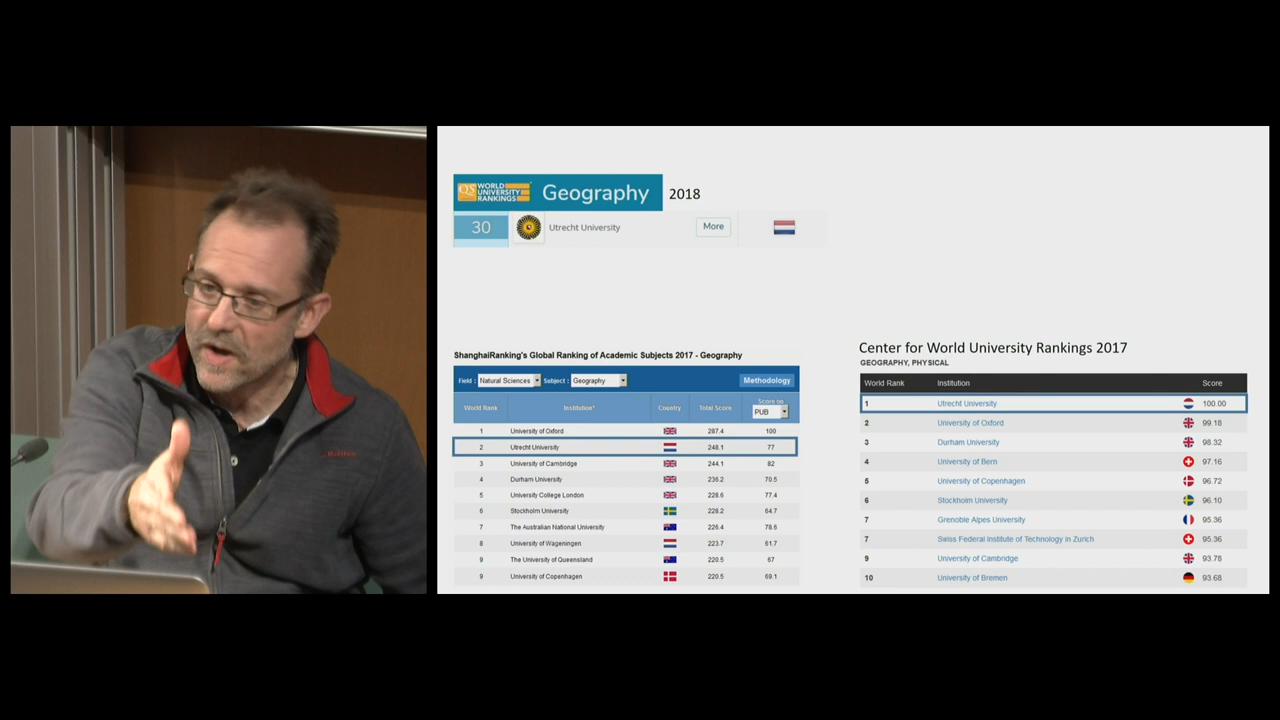 QS WORLD UNIVERSITY RANKINGS Geography 2018
30 Utrecht University More
ShanghaiRanking's Global Ranking of Academic Subjects 2017 - Geography
Field : Natural Sciences Subject : Geography Methodology
World Rank Institution* Country Total Score Score on PUB
1 University of Oxford 287.4 100
2 Utrecht University 248.1 77
3 University of Cambridge 244.1 82
4 Durham University 236.2 70.5
5 University College London 228.6 77.4
6 Stockholm University 228.2 64.7
7 The Australian National University 226.4 78.6
8 University of Wageningen 223.7 61.7
9 The University of Queensland 220.5 67
9 University of Copenhagen 220.5 69.1
Center for World University Rankings 2017
GEOGRAPHY, PHYSICAL
World Rank Institution Score
1 Utrecht University 100.00
2 University of Oxford 99.18
3 Durham University 98.32
4 University of Bern 97.16
5 University of Copenhagen 96.72
6 Stockholm University 96.10
7 Grenoble Alpes University 95.36
7 Swiss Federal Institute of Technology in Zurich 95.36
9 University of Cambridge 93.78
10 University of Bremen 93.68